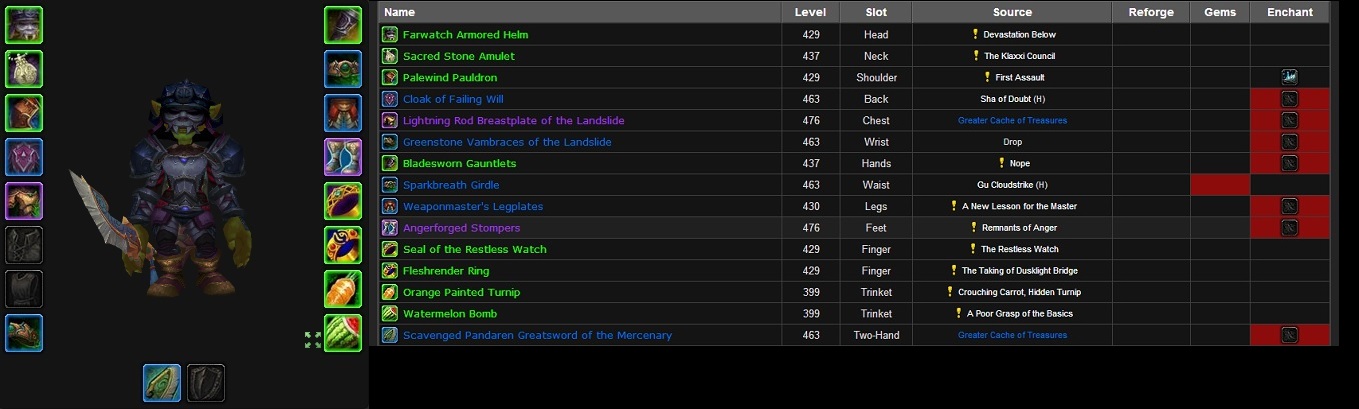 Name Level Slot Source Reforge Gems Enchant
Farwatch Armored Helm 429 Head Devastation Below
Sacred Stone Amulet 437 Neck The Klaxxi Council
Palewind Pauldron 429 Shoulder First Assault
Cloak of Failing Will 463 Back Sha of Doubt (H)
Lightning Rod Breastplate of the Landslide 476 Chest Greater Cache of Treasures
Greenstone Vambraces of the Landslide 463 Wrist Drop
Bladesworn Gauntlets 437 Hands Nope
Sparkbreath Girdle 463 Waist Gu Cloudstrike (H)
Weaponmaster's Legplates 430 Legs A New Lesson for the Master
Angerforged Stompers 476 Feet Remnants of Anger
Seal of the Restless Watch 429 Finger The Restless Watch
Fleshrender Ring 429 Finger The Taking of Dusklight Bridge
Orange Painted Turnip 399 Trinket Crouching Carrot, Hidden Turnip
Watermelon Bomb 399 Trinket A Poor Grasp of the Basics
Scavenged Pandaren Greatsword of the Mercenary 463 Two-Hand Greater Cache of Treasures